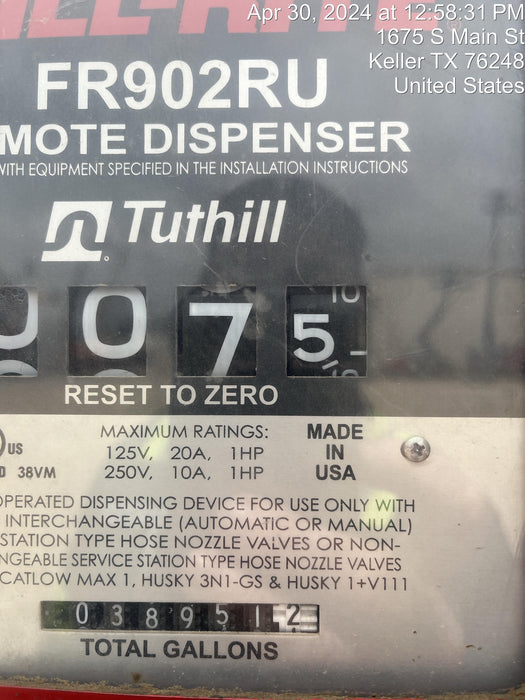 Apr 30, 2024 at 12:58:31 PM
1675 S Main St
Keller TX 76248
United States
FR902RU
MOTE DISPENSER
WITH EQUIPMENT SPECIFIED IN THE INSTALLATION INSTRUCTIONS
Tuthill
0 0 7 5
10
RESET TO ZERO
US
D 38VM
MAXIMUM RATINGS:
125V, 20A, 1HP
250V, 10A, 1HP
MADE
IN
USA
OPERATED DISPENSING DEVICE FOR USE ONLY WITH
INTERCHANGEABLE (AUTOMATIC OR MANUAL)
STATION TYPE HOSE NOZZLE VALVES OR NON-
NGEABLE SERVICE STATION TYPE HOSE NOZZLE VALVES
CATLOW MAX 1, HUSKY 3N1-GS & HUSKY 1+V111
0 3 8 9 5 1 2
TOTAL GALLONS